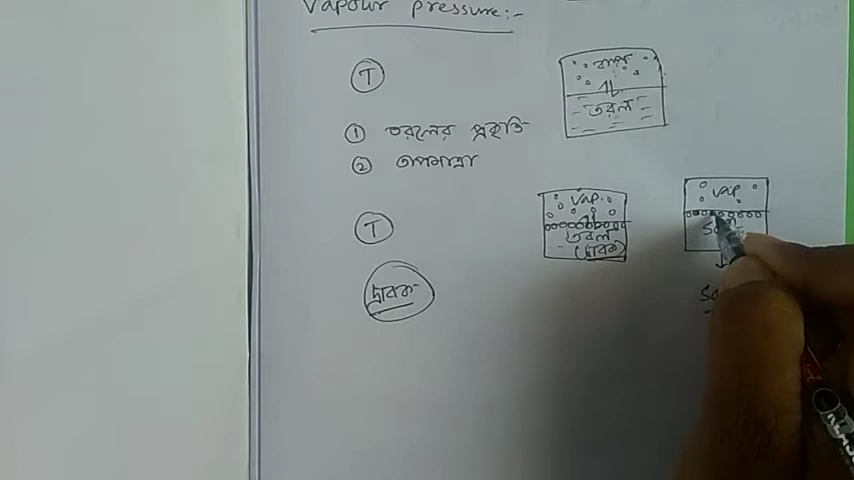 Vapour pressure:-
T
বাষ্প
তরল
① তরলের প্রকৃতি
② তাপমাত্রা
T
vap.
তরল
(দ্রাবক)
vap
দ্রাবক